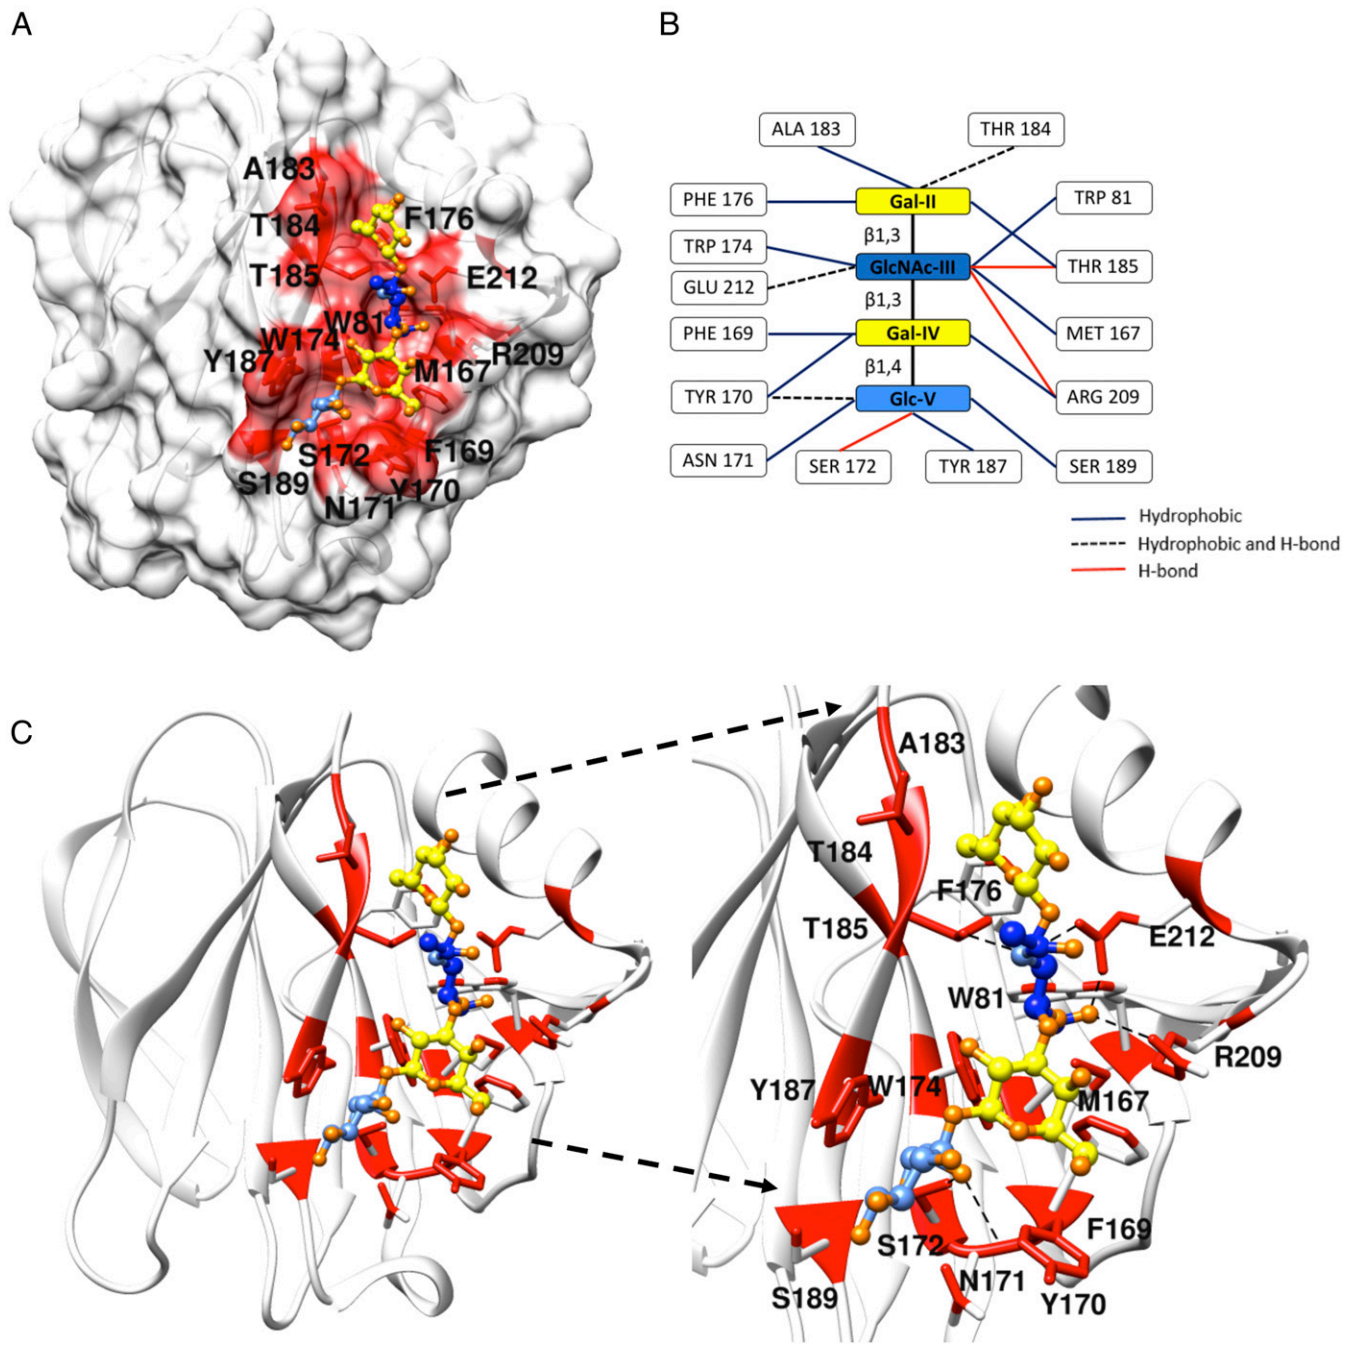 A
A183
T184
F176
T185
E212
W81
W174
Y187
R209
M167
S172
F169
S189
Y170
N171
B
ALA 183
THR 184
PHE 176
Gal-II
TRP 81
β1,3
TRP 174
GlcNAc-III
THR 185
GLU 212
β1,3
PHE 169
Gal-IV
MET 167
β1,4
TYR 170
Glc-V
ARG 209
ASN 171
SER 172
TYR 187
SER 189
Hydrophobic
Hydrophobic and H-bond
H-bond
C
A183
T184
F176
T185
E212
W81
R209
Y187
W174
M167
F169
S172
N171
S189
Y170